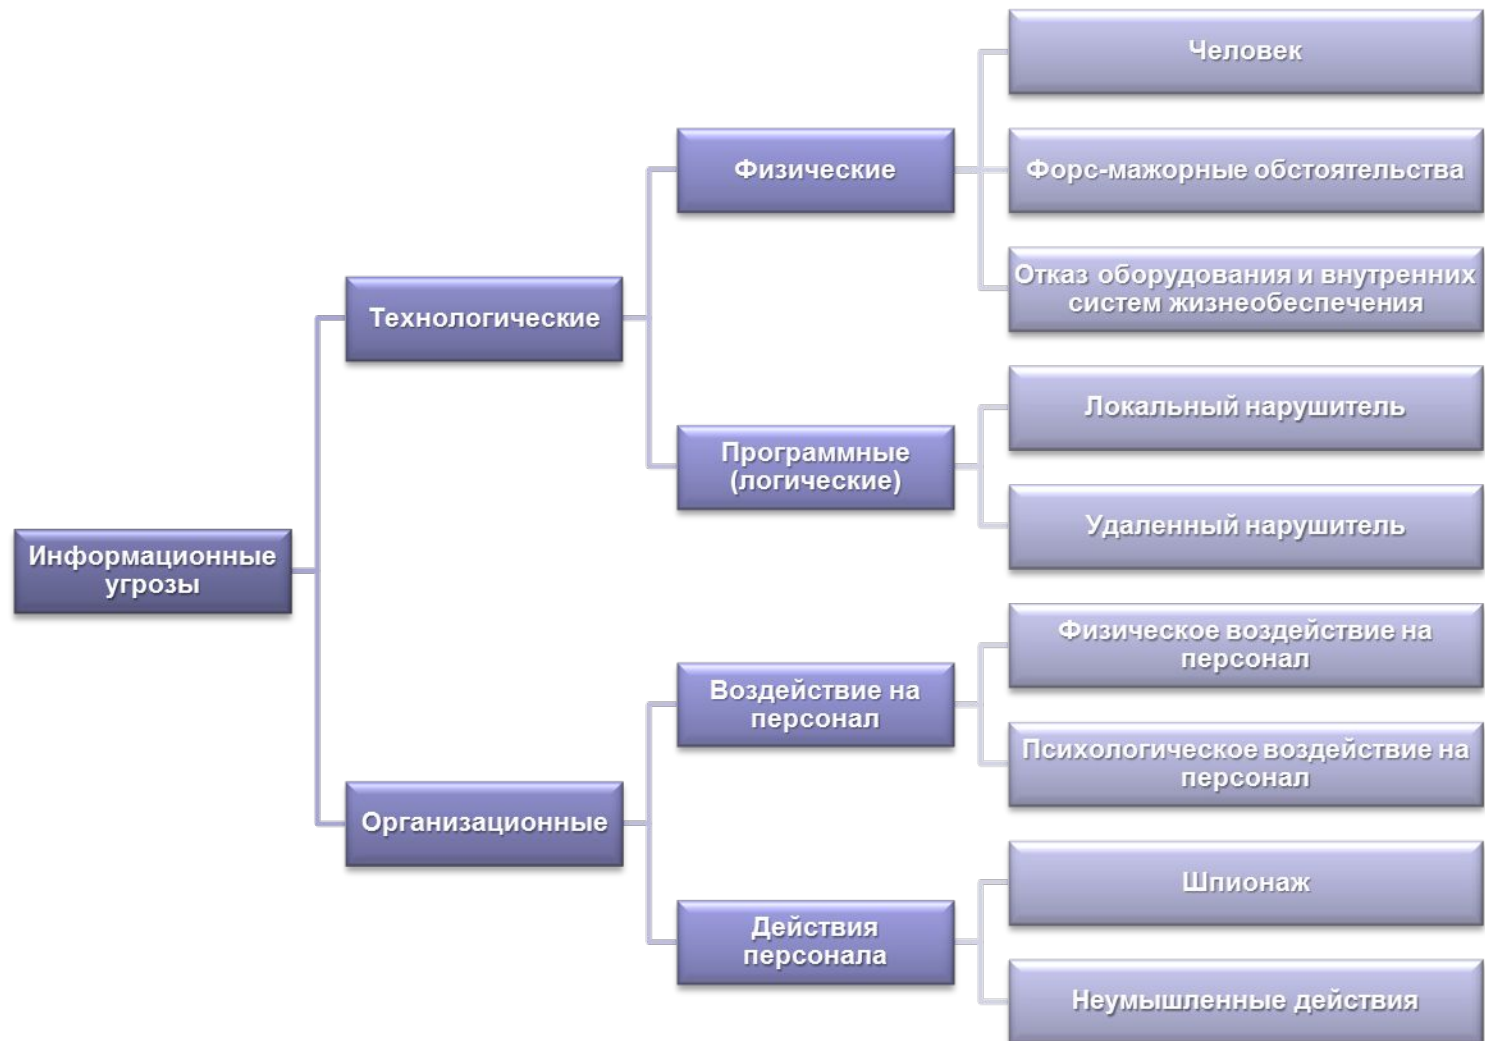 Человек
Физические
Форс-мажорные обстоятельства
Отказ оборудования и внутренних
систем жизнеобеспечения
Технологические
Локальный нарушитель
Программные
(логические)
Удаленный нарушитель
Информационные
угрозы
Физическое воздействие на
персонал
Воздействие на
персонал
Психологическое воздействие на
персонал
Организационные
Шпионаж
Действия
персонала
Неумышленные действия